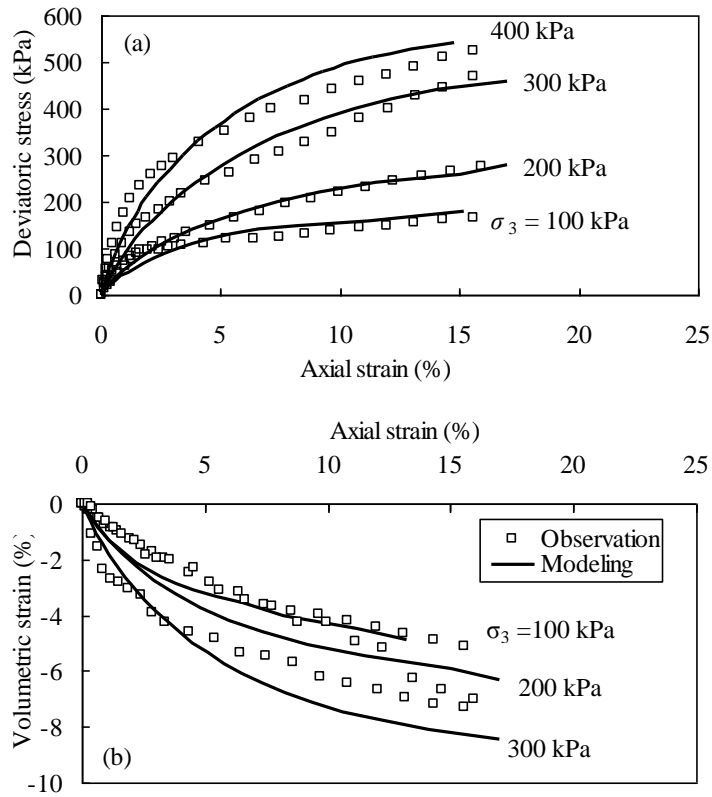 600
500
400
300
200
100
0
Deviatoric stress (kPa)
(a)
400 kPa
300 kPa
200 kPa
σ 3 = 100 kPa
0 5 10 15 20 25
Axial strain (%)
Axial strain (%)
0 5 10 15 20 25
0
-2
-4
-6
-8
-10
Volumetric strain (%)
Observation
Modeling
σ3 =100 kPa
200 kPa
300 kPa
(b)